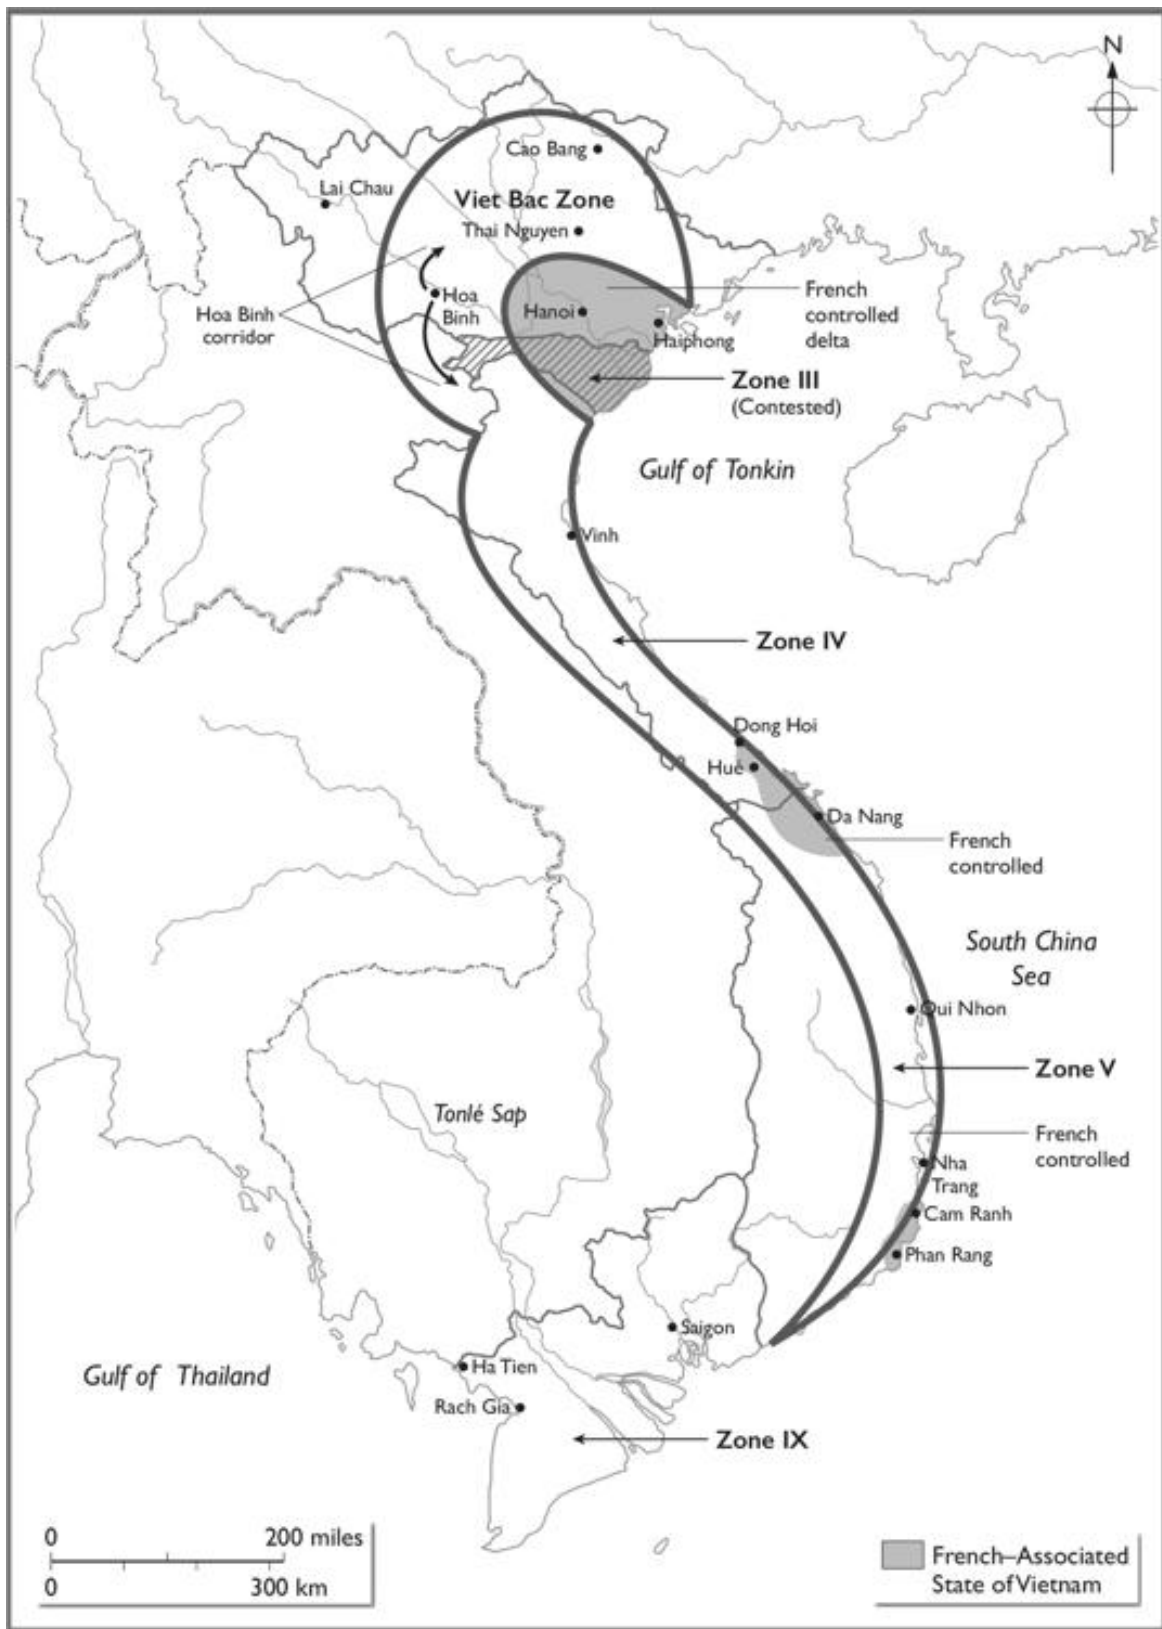 N
Cao Bang
Lai Chau
Viet Bac Zone
Thai Nguyen
Hoa Binh
corridor
Hoa
Binh
Hanoi
Haiphong
French
controlled
delta
Zone III
(Contested)
Gulf of Tonkin
Vinh
Zone IV
Dong Hoi
Hué
Da Nang
French
controlled
South China
Sea
Qui Nhon
Zone V
Tonlé Sap
French
controlled
Nha
Trang
Cam Ranh
Phan Rang
Saigon
Ha Tien
Gulf of Thailand
Rach Gia
Zone IX
0 200 miles
0 300 km
French–Associated
State of Vietnam